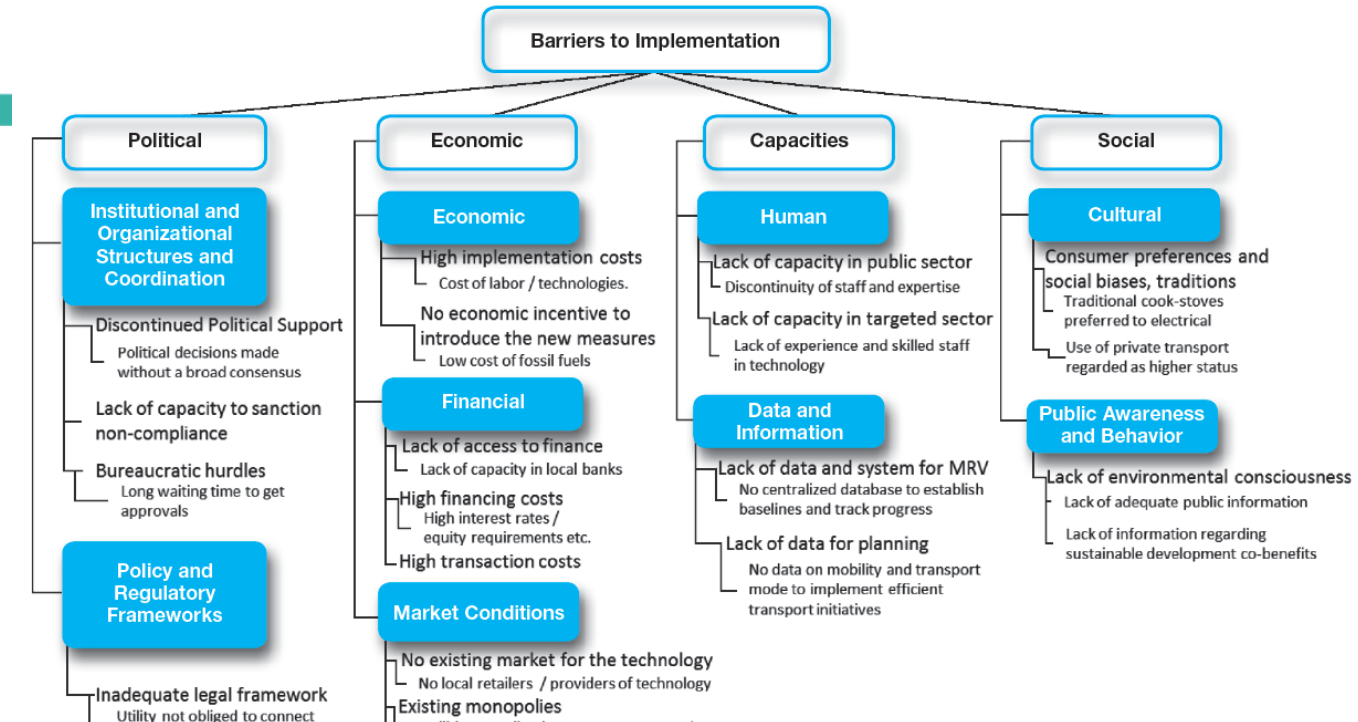 Barriers to Implementation
Political
Institutional and
Organizational
Structures and
Coordination
Discontinued Political Support
Political decisions made
without a broad consensus
Lack of capacity to sanction
non-compliance
Bureaucratic hurdles
Long waiting time to get
approvals
Policy and
Regulatory
Frameworks
Inadequate legal framework
Utility not obliged to connect
Economic
Economic
High implementation costs
Cost of labor / technologies.
No economic incentive to
introduce the new measures
Low cost of fossil fuels
Financial
Lack of access to finance
Lack of capacity in local banks
High financing costs
High interest rates /
equity requirements etc.
High transaction costs
Market Conditions
No existing market for the technology
No local retailers / providers of technology
Existing monopolies
Capacities
Human
Lack of capacity in public sector
Discontinuity of staff and expertise
Lack of capacity in targeted sector
Lack of experience and skilled staff
in technology
Data and
Information
Lack of data and system for MRV
No centralized database to establish
baselines and track progress
Lack of data for planning
No data on mobility and transport
mode to implement efficient
transport initiatives
Social
Cultural
Consumer preferences and
social biases, traditions
Traditional cook-stoves
preferred to electrical
Use of private transport
regarded as higher status
Public Awareness
and Behavior
Lack of environmental consciousness
Lack of adequate public information
Lack of information regarding
sustainable development co-benefits